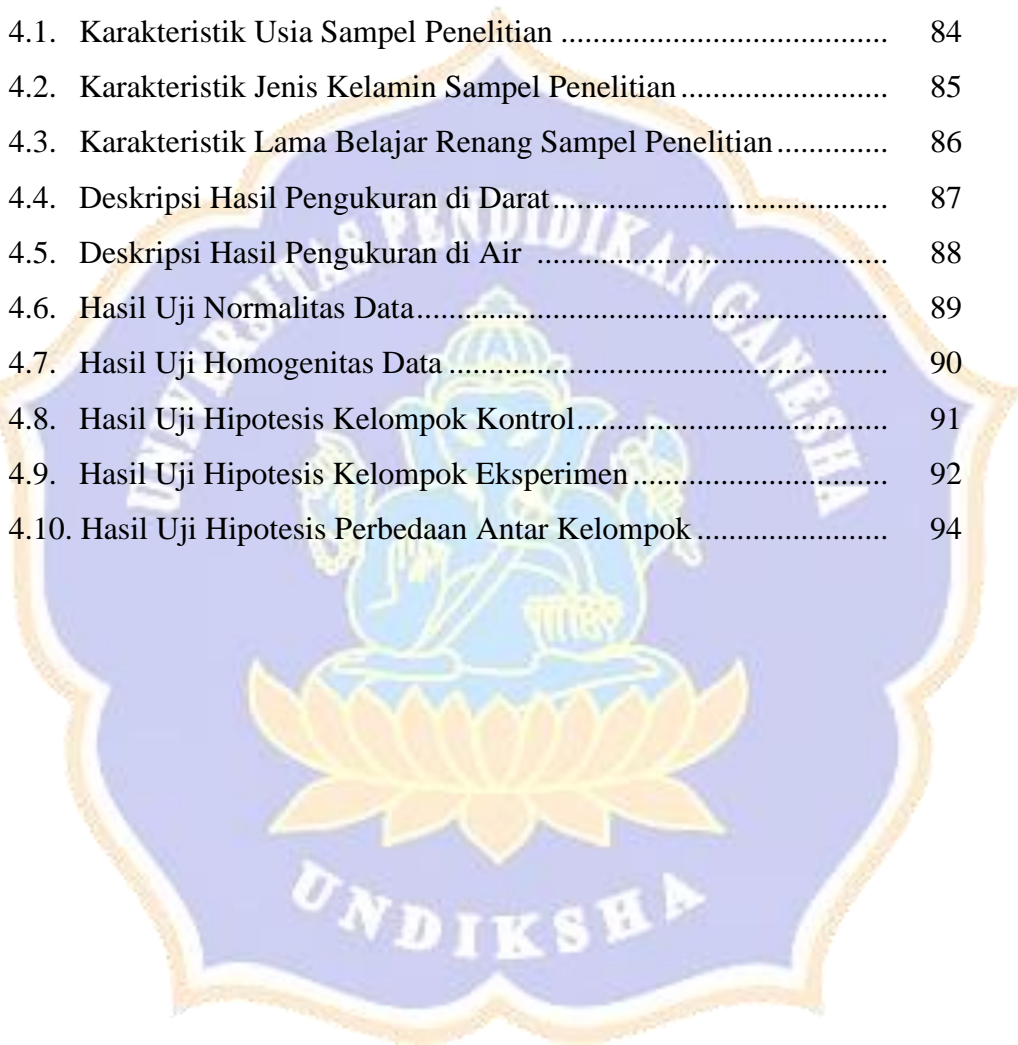 4.1. Karakteristik Usia Sampel Penelitian ...................................... 84
4.2. Karakteristik Jenis Kelamin Sampel Penelitian ........................ 85
4.3. Karakteristik Lama Belajar Renang Sampel Penelitian .............. 86
4.4. Deskripsi Hasil Pengukuran di Darat ....................................... 87
UNIVERSITAS PENDIDIKAN GANESHA
4.5. Deskripsi Hasil Pengukuran di Air ......................................... 88
4.6. Hasil Uji Normalitas Data ....................................................... 89
4.7. Hasil Uji Homogenitas Data ................................................... 90
4.8. Hasil Uji Hipotesis Kelompok Kontrol .................................... 91
4.9. Hasil Uji Hipotesis Kelompok Eksperimen .............................. 92
4.10. Hasil Uji Hipotesis Perbedaan Antar Kelompok ...................... 94
UNDIKSHA